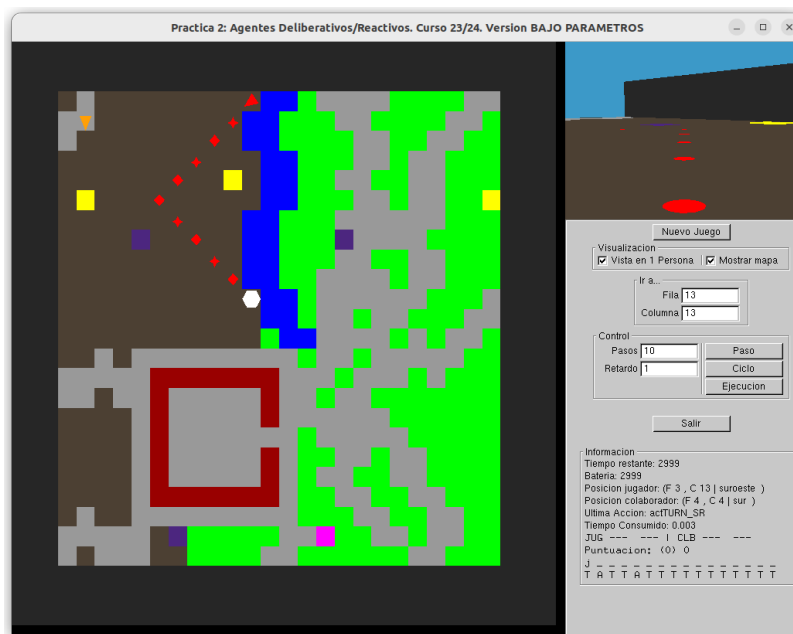 Practica 2: Agentes Deliberativos/Reactivos. Curso 23/24. Version BAJO PARAMETROS
Nuevo Juego
Visualizacion
Vista en 1 Persona
Mostrar mapa
Ir a...
Fila 13
Columna 13
Control
Pasos 10 Paso
Retardo 1 Ciclo
Ejecucion
Salir
Informacion
Tiempo restante: 2999
Bateria: 2999
Posicion jugador: (F 3 , C 13 | suroeste )
Posicion colaborador: (F 4 , C 4 | sur )
Ultima Accion: actTURN_SR
Tiempo Consumido: 0.003
JUG --- --- | CLB --- ---
Puntuacion: (0) 0
J _ _ _ _ _ _ _ _ _ _ _ _ _ _
T A T T A T T T T T T T T T T